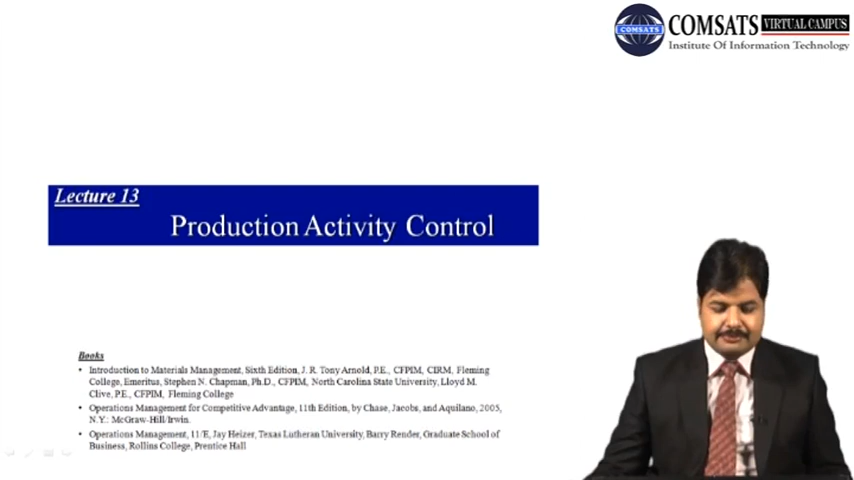 COMSATS VIRTUAL CAMPUS
COMSATS
Institute Of Information Technology
Lecture 13
Production Activity Control
Books
• Introduction to Materials Management, Sixth Edition, J. R. Tony Arnold, P.E., CFPIM, CIRM, Fleming
College, Emeritus, Stephen N. Chapman, Ph.D., CFPIM, North Carolina State University, Lloyd M.
Clive, P.E., CFPIM, Fleming College
• Operations Management for Competitive Advantage, 11th Edition, by Chase, Jacobs, and Aquilano, 2005,
N.Y.: McGraw-Hill/Irwin.
• Operations Management, 11/E, Jay Heizer, Texas Lutheran University, Barry Render, Graduate School of
Business, Rollins College, Prentice Hall